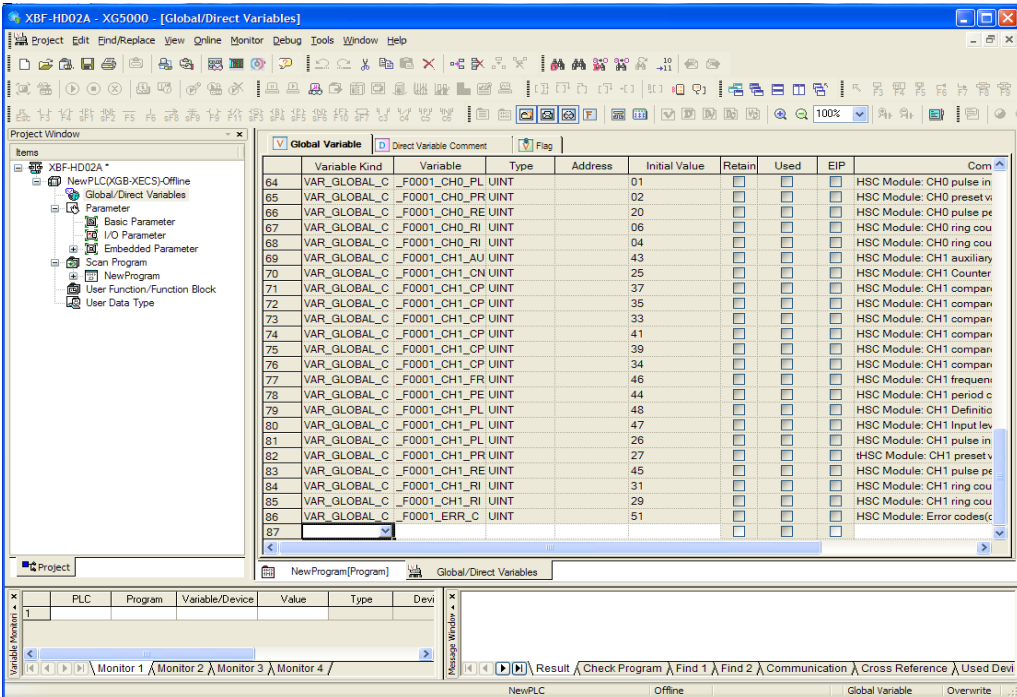 XBF-HD02A - XG5000 - [Global/Direct Variables]
Project Edit Find/Replace View Online Monitor Debug Tools Window Help
100%
Project Window
Items
XBF-HD02A *
NewPLC(XGB-XECS)-Offline
Global/Direct Variables
Parameter
Basic Parameter
I/O Parameter
Embedded Parameter
Scan Program
NewProgram
User Function/Function Block
User Data Type
Project
V Global Variable D Direct Variable Comment Flag
Variable Kind Variable Type Address Initial Value Retain Used EIP Com
64 VAR_GLOBAL_C _F0001_CH0_PL UINT 01 HSC Module: CH0 pulse in
65 VAR_GLOBAL_C _F0001_CH0_PR UINT 02 HSC Module: CH0 preset va
66 VAR_GLOBAL_C _F0001_CH0_RE UINT 20 HSC Module: CH0 pulse pe
67 VAR_GLOBAL_C _F0001_CH0_RI UINT 06 HSC Module: CH0 ring cou
68 VAR_GLOBAL_C _F0001_CH0_RI UINT 04 HSC Module: CH0 ring cou
69 VAR_GLOBAL_C _F0001_CH1_AU UINT 43 HSC Module: CH1 auxiliary
70 VAR_GLOBAL_C _F0001_CH1_CN UINT 25 HSC Module: CH1 Counter
71 VAR_GLOBAL_C _F0001_CH1_CP UINT 37 HSC Module: CH1 compare
72 VAR_GLOBAL_C _F0001_CH1_CP UINT 35 HSC Module: CH1 compare
73 VAR_GLOBAL_C _F0001_CH1_CP UINT 33 HSC Module: CH1 compare
74 VAR_GLOBAL_C _F0001_CH1_CP UINT 41 HSC Module: CH1 compare
75 VAR_GLOBAL_C _F0001_CH1_CP UINT 39 HSC Module: CH1 compare
76 VAR_GLOBAL_C _F0001_CH1_CP UINT 34 HSC Module: CH1 compare
77 VAR_GLOBAL_C _F0001_CH1_FR UINT 46 HSC Module: CH1 frequen
78 VAR_GLOBAL_C _F0001_CH1_PE UINT 44 HSC Module: CH1 period c
79 VAR_GLOBAL_C _F0001_CH1_PL UINT 48 HSC Module: CH1 Definitio
80 VAR_GLOBAL_C _F0001_CH1_PL UINT 47 HSC Module: CH1 Input lev
81 VAR_GLOBAL_C _F0001_CH1_PL UINT 26 HSC Module: CH1 pulse in
82 VAR_GLOBAL_C _F0001_CH1_PR UINT 27 tHSC Module: CH1 preset v
83 VAR_GLOBAL_C _F0001_CH1_RE UINT 45 HSC Module: CH1 pulse pe
84 VAR_GLOBAL_C _F0001_CH1_RI UINT 31 HSC Module: CH1 ring cou
85 VAR_GLOBAL_C _F0001_CH1_RI UINT 29 HSC Module: CH1 ring cou
86 VAR_GLOBAL_C _F0001_ERR_C UINT 51 HSC Module: Error codes(c
87
NewProgram[Program] Global/Direct Variables
Variable Monitori
PLC Program Variable/Device Value Type Devi
1
Monitor 1 Monitor 2 Monitor 3 Monitor 4
Message Window
Result Check Program Find 1 Find 2 Communication Cross Reference Used Devi
NewPLC Offline Global Variable Overwrite